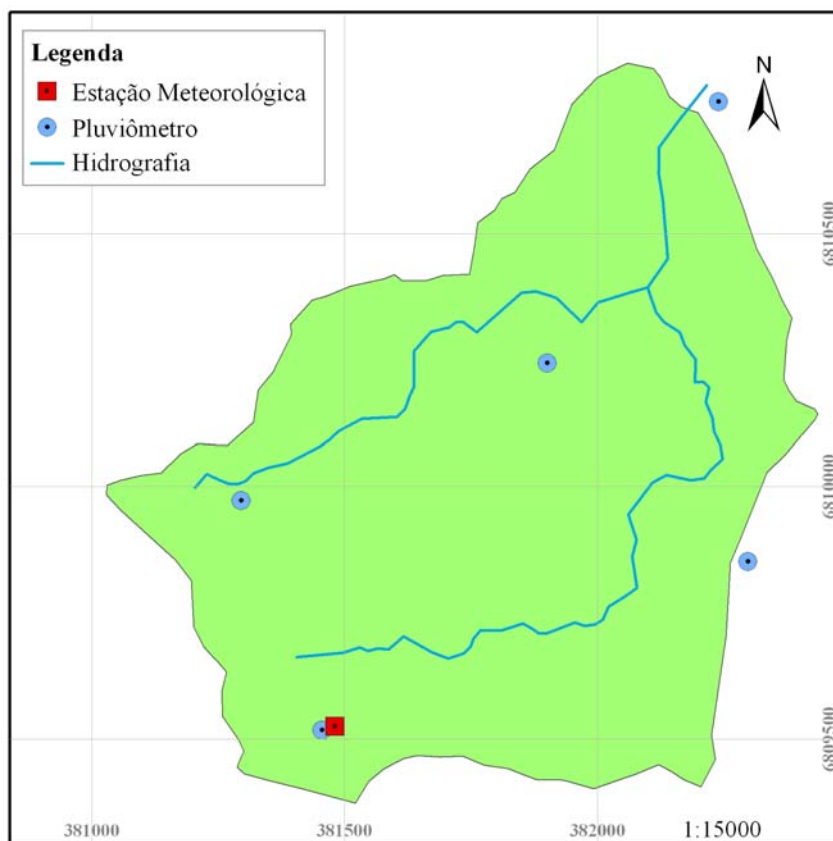 Legenda
Estação Meteorológica
Pluviômetro
Hidrografia
N
6810500
6810000
6809500
381000
381500
382000
1:15000